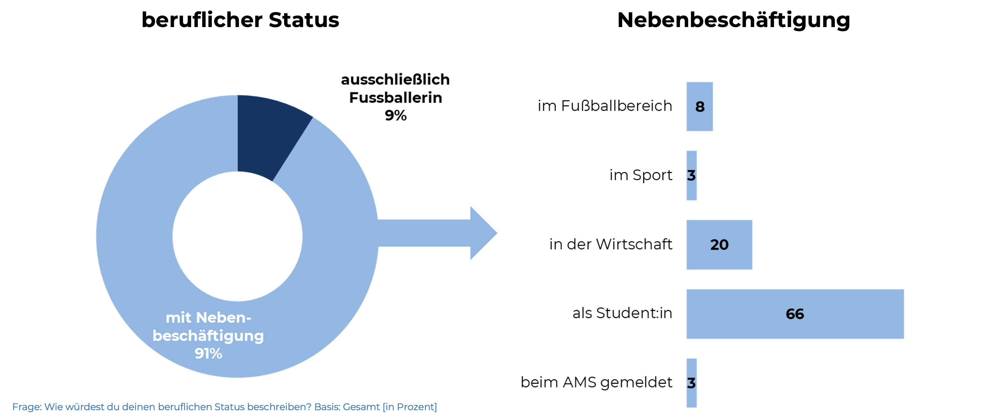 beruflicher Status
ausschließlich
Fussballerin
9%
mit Neben-
beschäftigung
91%
Frage: Wie würdest du deinen beruflichen Status beschreiben? Basis: Gesamt [in Prozent]
Nebenbeschäftigung
im Fußballbereich 8
im Sport 3
in der Wirtschaft 20
als Student:in 66
beim AMS gemeldet 3